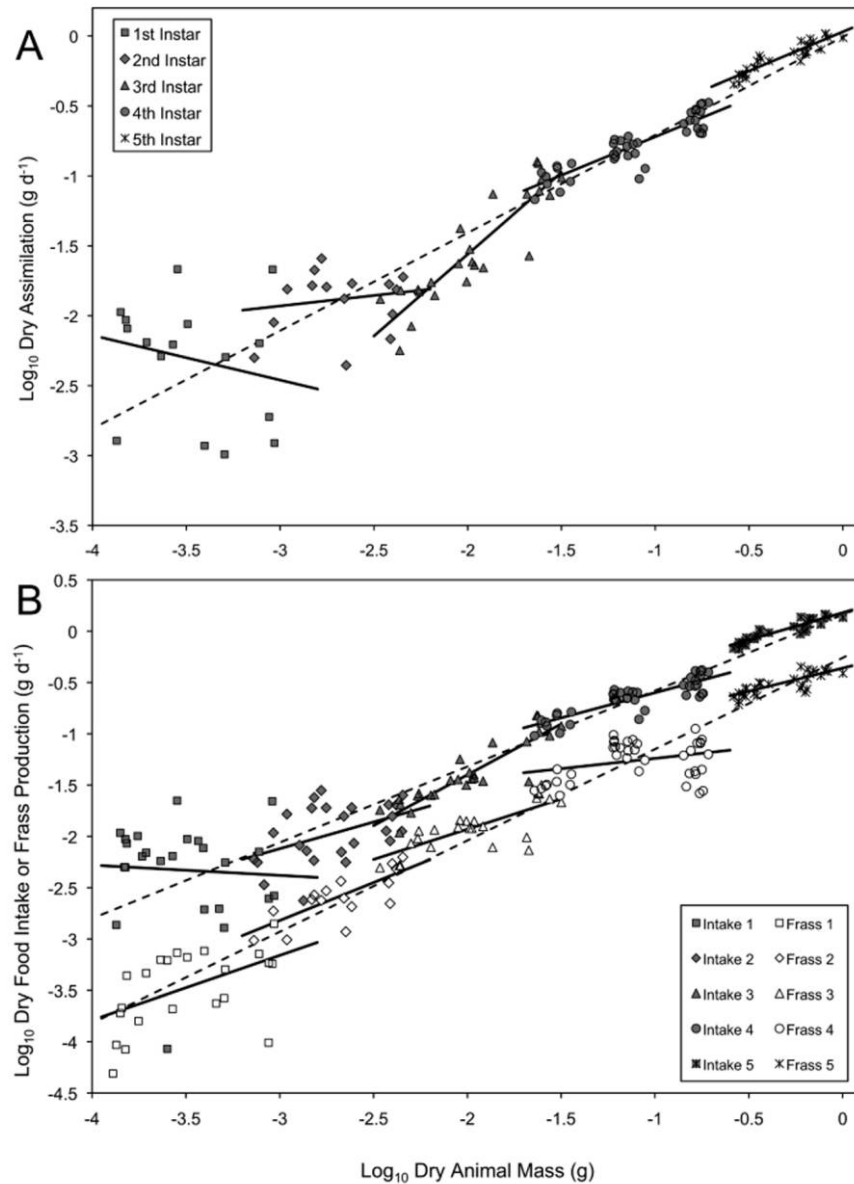 A
1st Instar
2nd Instar
3rd Instar
4th Instar
5th Instar
0
-0.5
-1
-1.5
-2
-2.5
-3
-3.5
Log₁₀ Dry Assimilation (g d⁻¹)
-4 -3.5 -3 -2.5 -2 -1.5 -1 -0.5 0
B
0.5
0
-0.5
-1
-1.5
-2
-2.5
-3
-3.5
-4
-4.5
Log₁₀ Dry Food Intake or Frass Production (g d⁻¹)
Intake 1 Frass 1
Intake 2 Frass 2
Intake 3 Frass 3
Intake 4 Frass 4
Intake 5 Frass 5
-4 -3.5 -3 -2.5 -2 -1.5 -1 -0.5 0
Log₁₀ Dry Animal Mass (g)